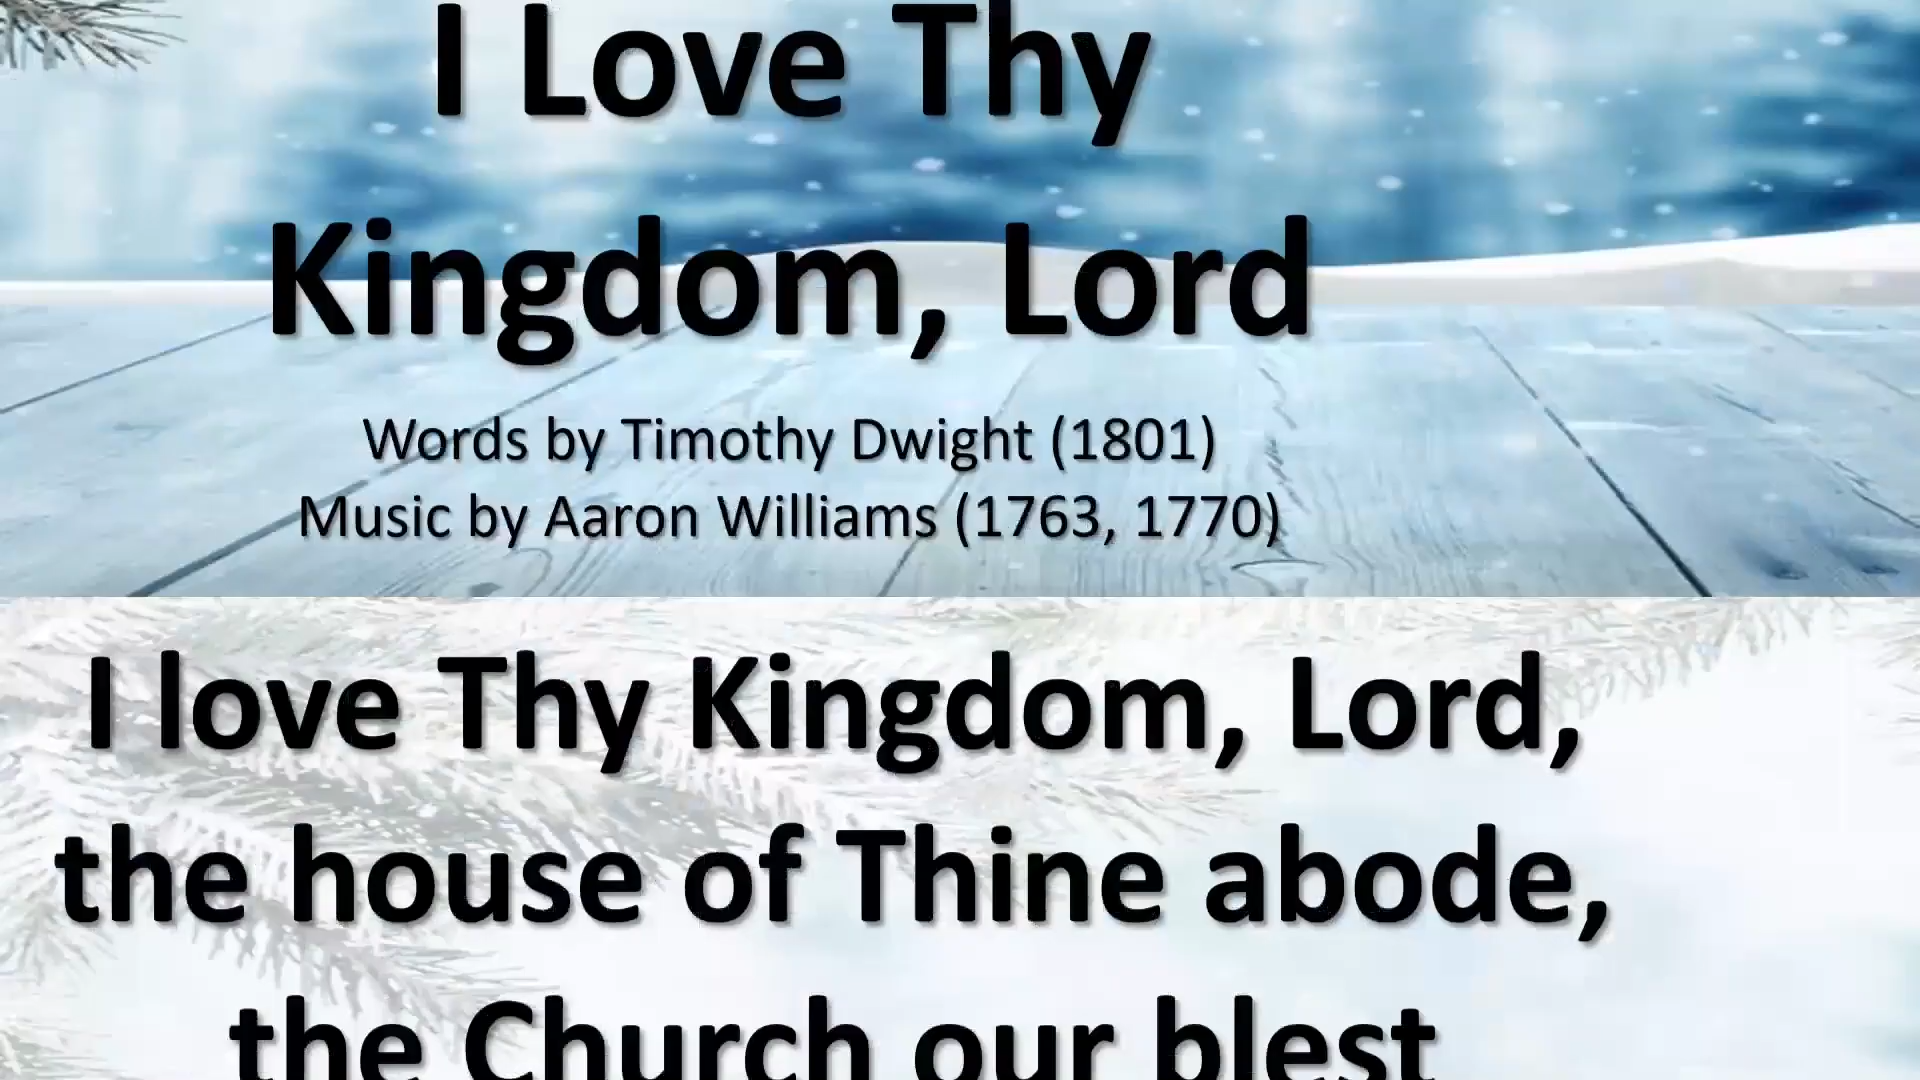 I Love Thy
Kingdom, Lord
Words by Timothy Dwight (1801)
Music by Aaron Williams (1763, 1770)
I love Thy Kingdom, Lord,
the house of Thine abode,
the Church our blest